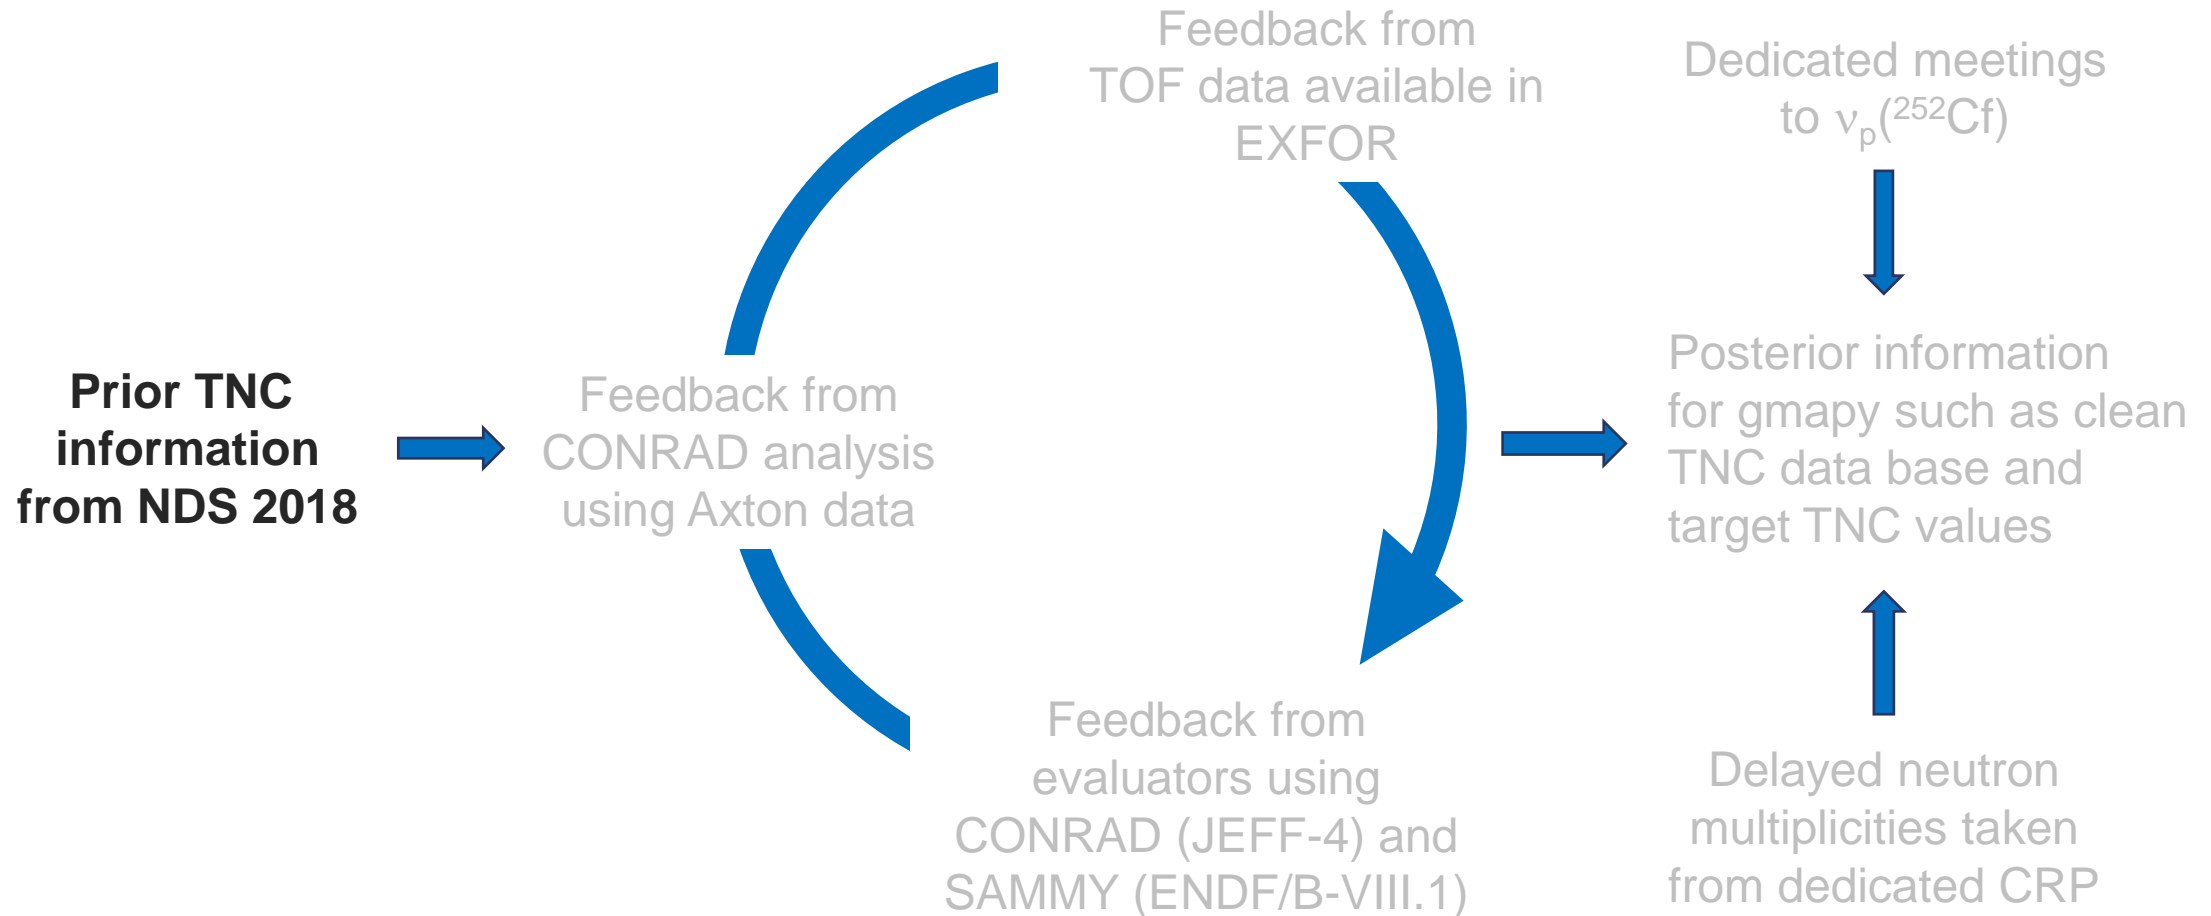 Prior TNC
information
from NDS 2018
Feedback from
CONRAD analysis
using Axton data
Feedback from
TOF data available in
EXFOR
Feedback from
evaluators using
CONRAD (JEFF-4) and
SAMMY (ENDF/B-VIII.1)
Dedicated meetings
to νp(252Cf)
Posterior information
for gmapy such as clean
TNC data base and
target TNC values
Delayed neutron
multiplicities taken
from dedicated CRP